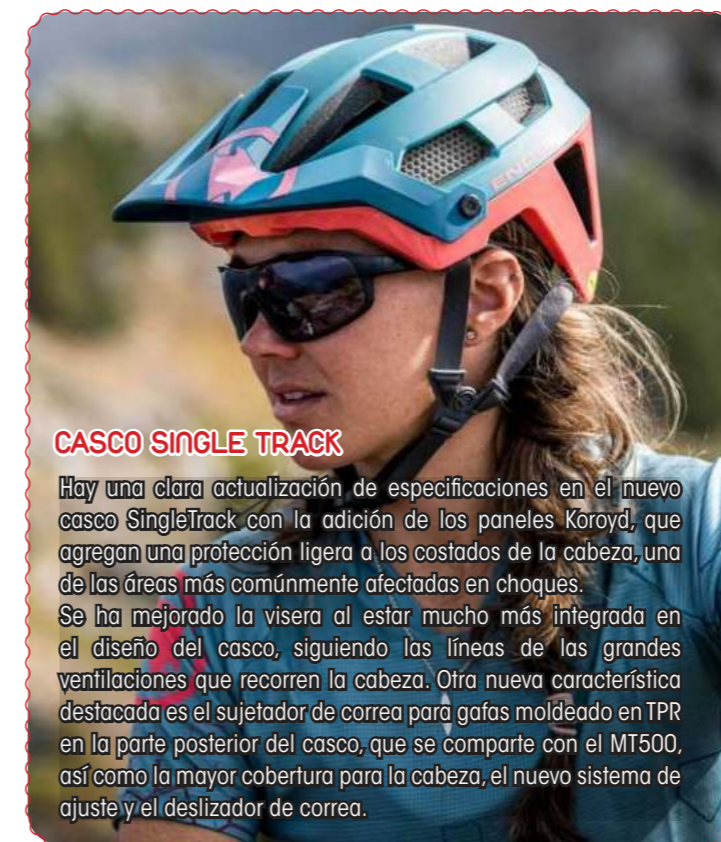 CASCO SINGLE TRACK
Hay una clara actualización de especificaciones en el nuevo
casco SingleTrack con la adición de los paneles Koroyd, que
agregan una protección ligera a los costados de la cabeza, una
de las áreas más comúnmente afectadas en choques.
Se ha mejorado la visera al estar mucho más integrada en
el diseño del casco, siguiendo las líneas de las grandes
ventilaciones que recorren la cabeza. Otra nueva característica
destacada es el sujetador de correa para gafas moldeado en TPR
en la parte posterior del casco, que se comparte con el MT500,
así como la mayor cobertura para la cabeza, el nuevo sistema de
ajuste y el deslizador de correa.